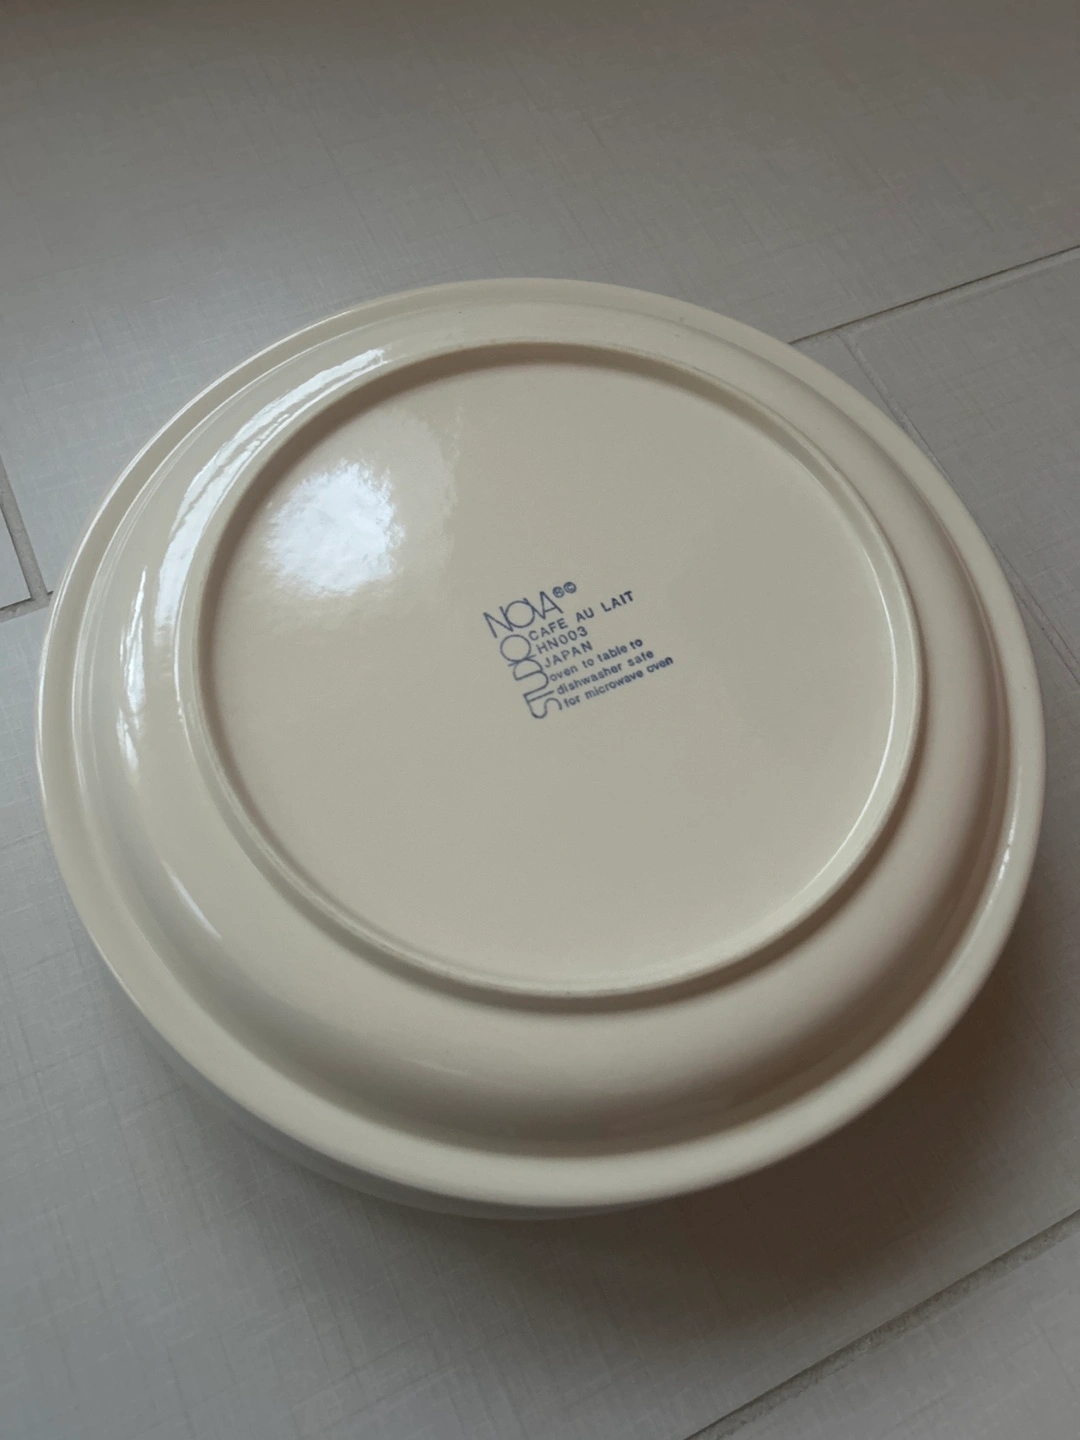 NOVA®©
STUDIO
CAFE AU LAIT
HN003
JAPAN
oven to table to
dishwasher safe
for microwave oven